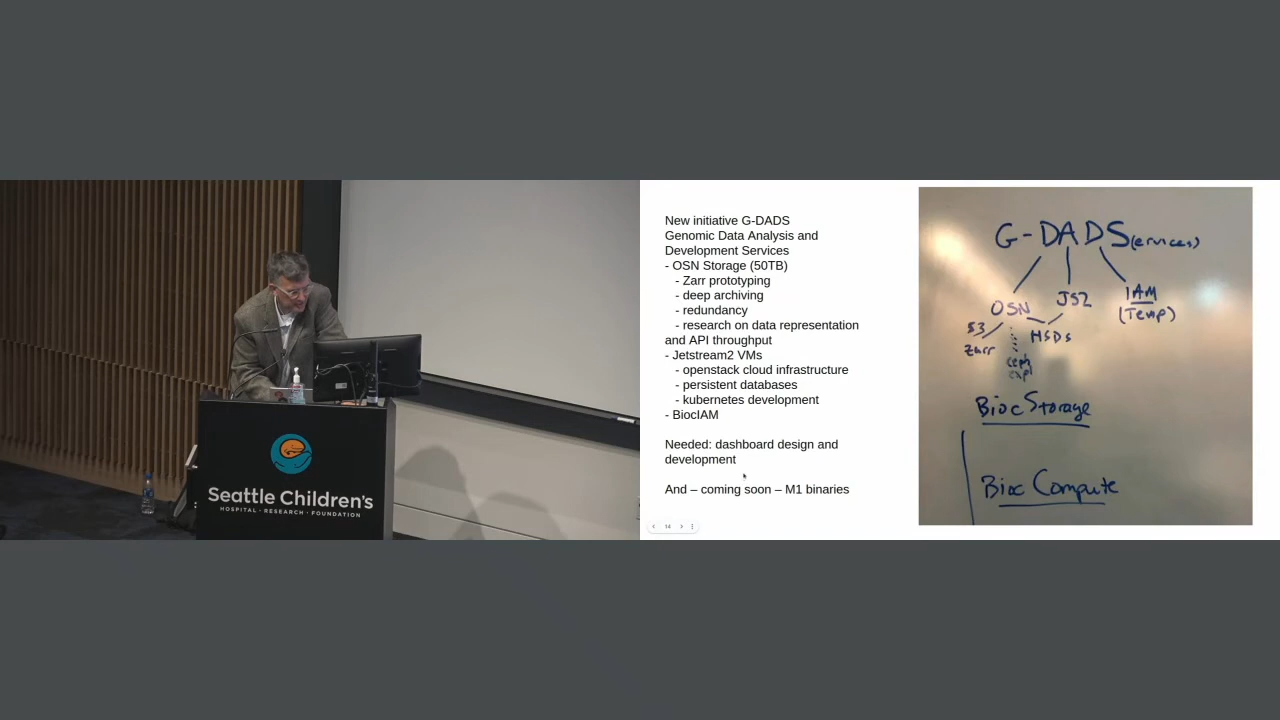 Seattle Children's
HOSPITAL • RESEARCH • FOUNDATION
New initiative G-DADS
Genomic Data Analysis and
Development Services
- OSN Storage (50TB)
- Zarr prototyping
- deep archiving
- redundancy
- research on data representation
and API throughput
- Jetstream2 VMs
- openstack cloud infrastructure
- persistent databases
- kubernetes development
- BiocIAM
Needed: dashboard design and
development
And – coming soon – M1 binaries
14
G-DADS(ervices)
OSN JS2 IAM
(Temp)
S3 HSDS
Zarr
ceph
expl
Bioc Storage
Bioc Compute